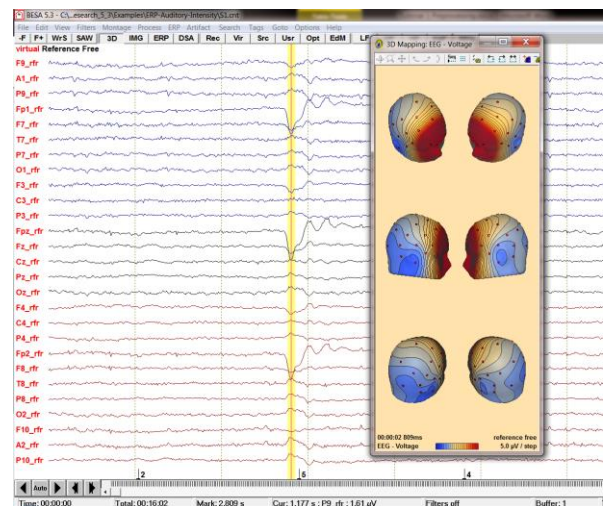 BESA 5.3 - C:\...esearch_5_3\Examples\ERP-Auditory-Intensity\S1.cnt
File Edit View Filters Montage Process ERP Artifact Search Tags Goto Options Help
-F F+ WrS SAW 3D IMG ERP DSA Rec Vir Src Usr Opt EdM LF
virtual Reference Free
F9_rfr
A1_rfr
P9_rfr
Fp1_rfr
F7_rfr
T7_rfr
P7_rfr
O1_rfr
F3_rfr
C3_rfr
P3_rfr
Fpz_rfr
Fz_rfr
Cz_rfr
Pz_rfr
Oz_rfr
F4_rfr
C4_rfr
P4_rfr
Fp2_rfr
F8_rfr
T8_rfr
P8_rfr
O2_rfr
F10_rfr
A2_rfr
P10_rfr
3D Mapping: EEG - Voltage
00:00:02 809ms reference free
EEG - Voltage 5.0 µV / step
2 4
Auto
Time: 00:00:00 Total: 00:16:02 Mark: 2.809 s Cur: 1.177 s : P9_rfr : 1.61 µV Filters off Buffer: 1